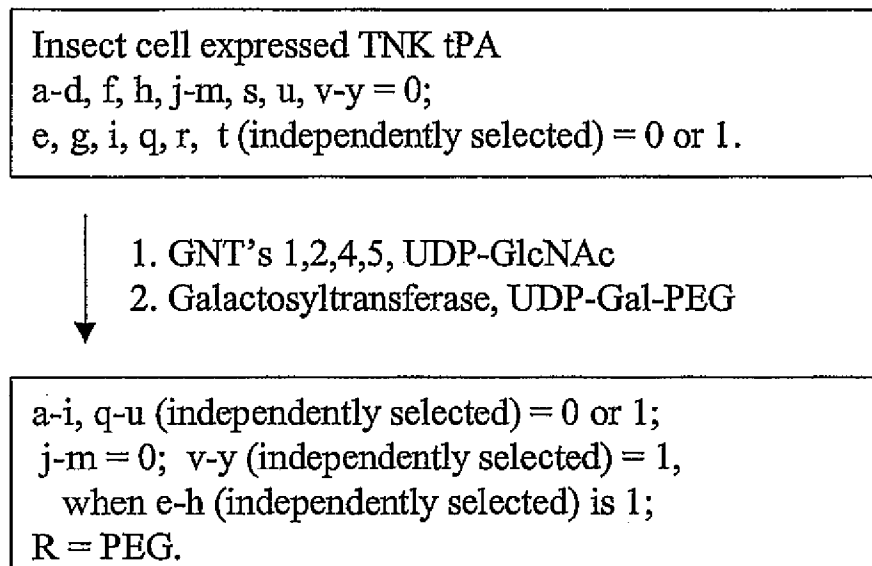 Insect cell expressed TNK tPA
a-d, f, h, j-m, s, u, v-y = 0;
e, g, i, q, r, t (independently selected) = 0 or 1.
1. GNT's 1,2,4,5, UDP-GlcNAc
2. Galactosyltransferase, UDP-Gal-PEG
a-i, q-u (independently selected) = 0 or 1;
j-m = 0; v-y (independently selected) = 1,
when e-h (independently selected) is 1;
R = PEG.